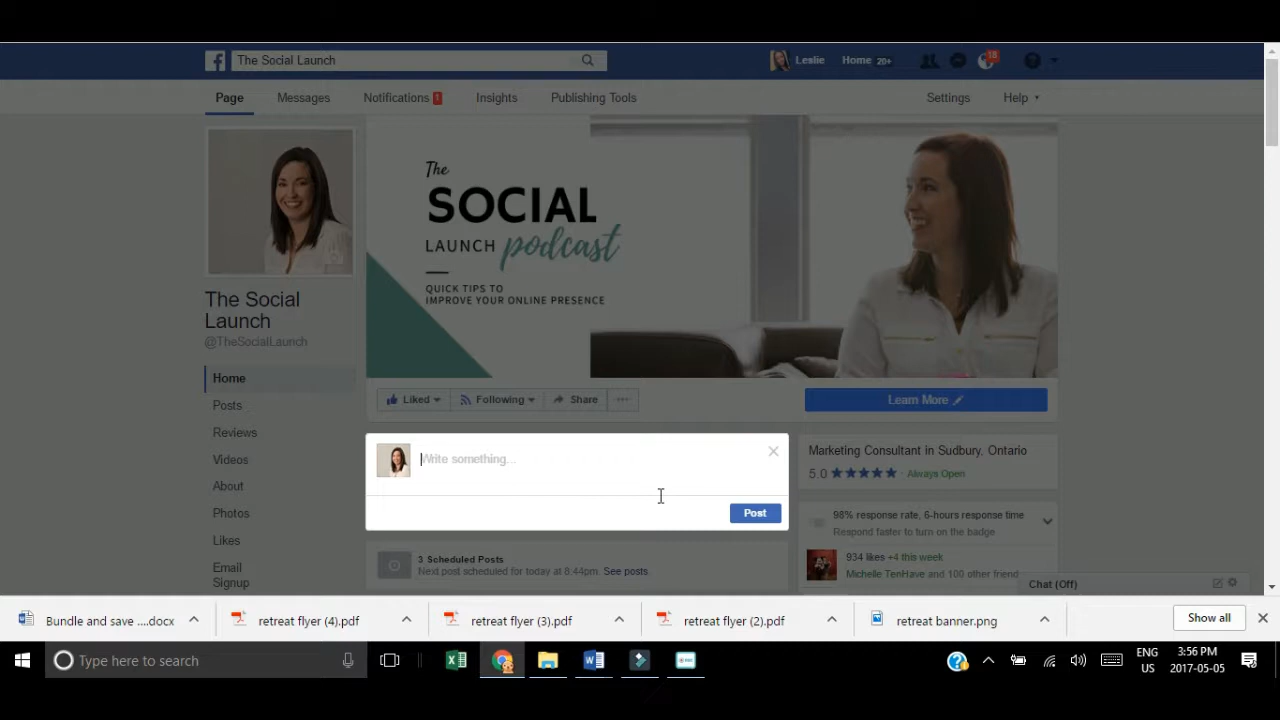 The Social Launch
Leslie
Home 20+
18
Page
Messages
Notifications 1
Insights
Publishing Tools
Settings
Help
The
SOCIAL
LAUNCH podcast
QUICK TIPS TO
IMPROVE YOUR ONLINE PRESENCE
The Social
Launch
@TheSocialLaunch
Home
Posts
Reviews
Videos
About
Photos
Likes
Email
Signup
Liked
Following
Share
Learn More
Write something...
Post
3 Scheduled Posts
Next post scheduled for today at 8:44pm. See posts.
Marketing Consultant in Sudbury, Ontario
5.0 Always Open
98% response rate, 6-hours response time
Respond faster to turn on the badge
934 likes +4 this week
Michelle TenHave and 100 other friend
Chat (Off)
Bundle and save ....docx
retreat flyer (4).pdf
retreat flyer (3).pdf
retreat flyer (2).pdf
retreat banner.png
Show all
Type here to search
ENG
US
3:56 PM
2017-05-05